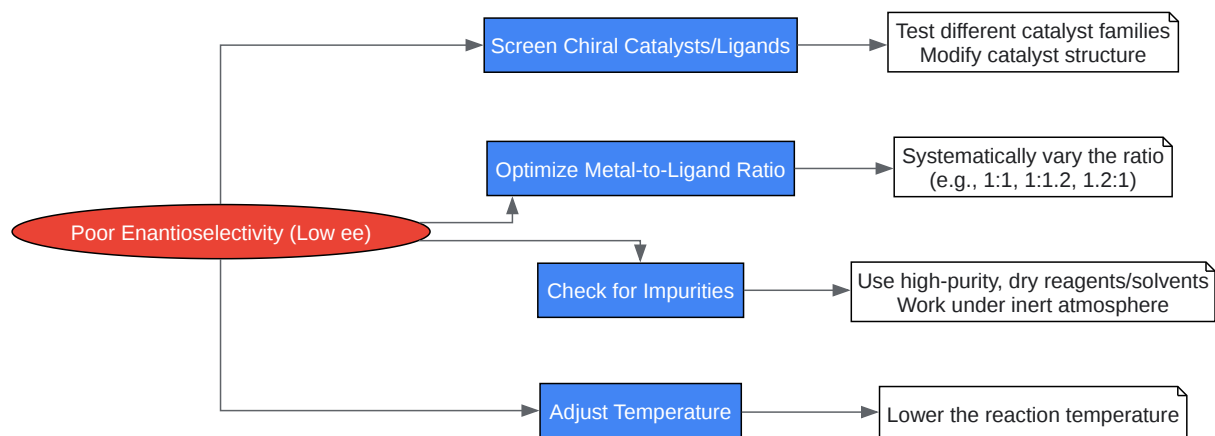 Screen Chiral Catalysts/Ligands
Test different catalyst families
Modify catalyst structure
Optimize Metal-to-Ligand Ratio
Systematically vary the ratio
(e.g., 1:1, 1:1.2, 1.2:1)
Poor Enantioselectivity (Low ee)
Check for Impurities
Use high-purity, dry reagents/solvents
Work under inert atmosphere
Adjust Temperature
Lower the reaction temperature